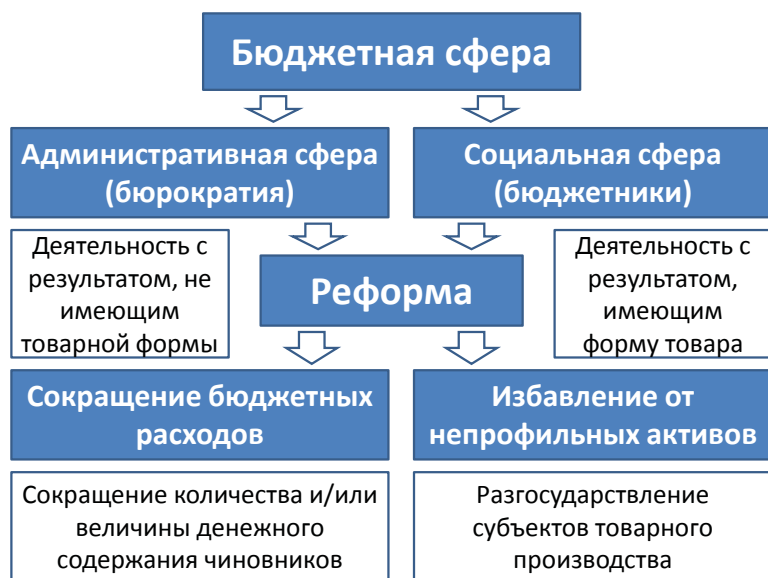 Бюджетная сфера
Административная сфера
(бюрократия)
Социальная сфера
(бюджетники)
Деятельность с
результатом, не
имеющим
товарной формы
Реформа
Деятельность с
результатом,
имеющим
форму товара
Сокращение бюджетных
расходов
Избавление от
непрофильных активов
Сокращение количества и/или
величины денежного
содержания чиновников
Разгосударствление
субъектов товарного
производства